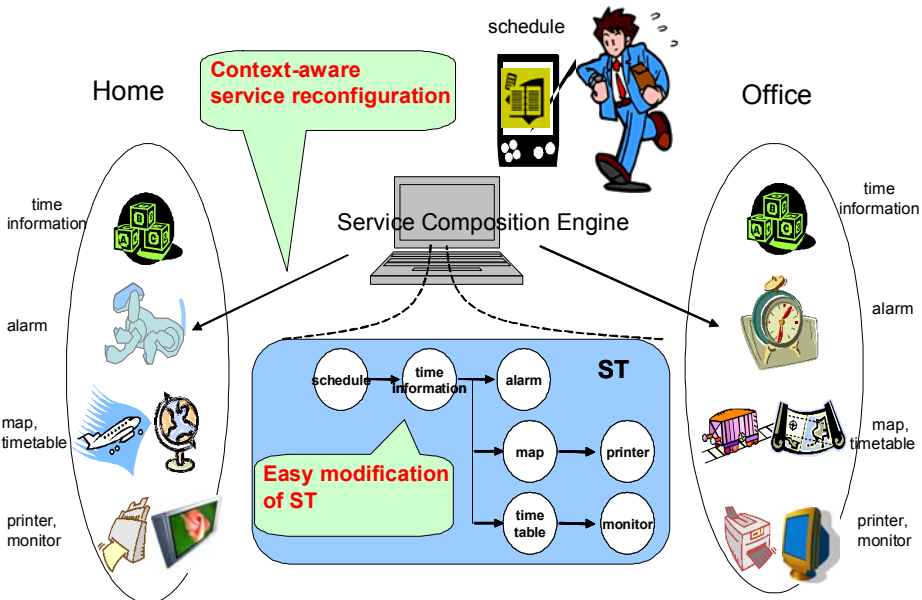 schedule
Context-aware
service reconfiguration
Home
Office
time
information
alarm
map,
timetable
printer,
monitor
B
A
C
Service Composition Engine
ST
schedule
time
information
alarm
map
printer
time
table
monitor
Easy modification
of ST
time
information
alarm
map,
timetable
printer,
monitor
B
A
C